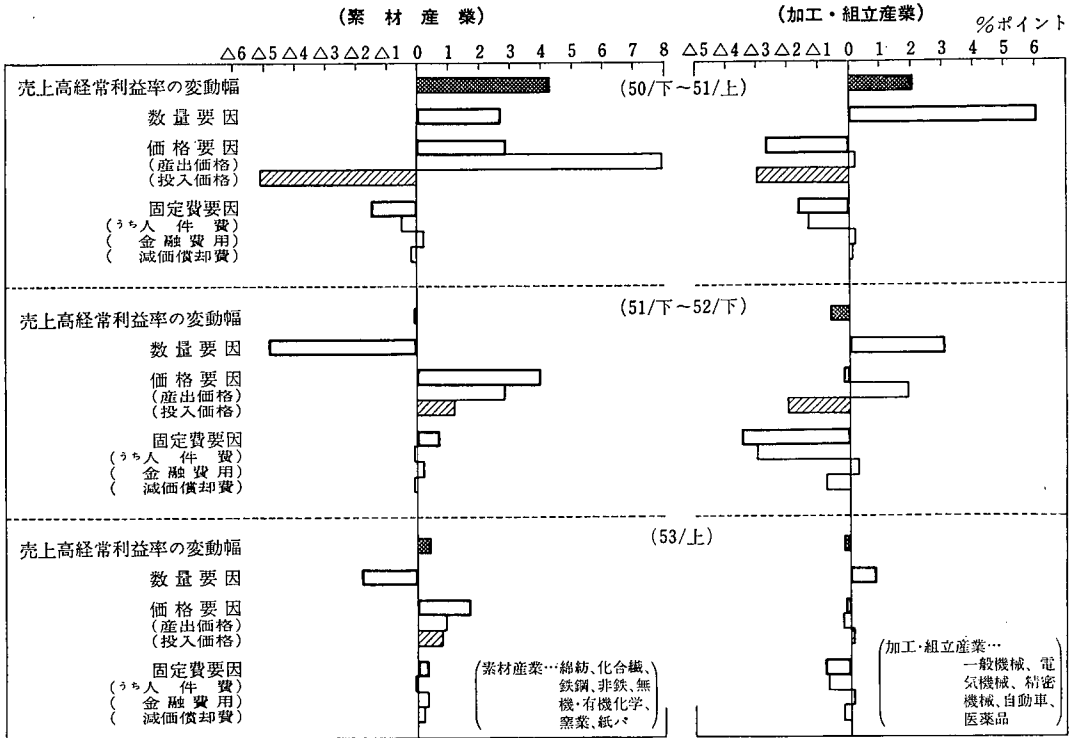 (素材産業)
(加工・組立産業)
%ポイント
△6 △5 △4 △3 △2 △1 0 1 2 3 4 5 6 7 8
△5 △4 △3 △2 △1 0 1 2 3 4 5 6
売上高経常利益率の変動幅
(50/下~51/上)
数量要因
価格要因
(産出価格)
(投入価格)
固定費要因
(うち人件費)
(金融費用)
(減価償却費)
売上高経常利益率の変動幅
(51/下~52/下)
数量要因
価格要因
(産出価格)
(投入価格)
固定費要因
(うち人件費)
(金融費用)
(減価償却費)
売上高経常利益率の変動幅
(53/上)
数量要因
価格要因
(産出価格)
(投入価格)
固定費要因
(うち人件費)
(金融費用)
(減価償却費)
(素材産業…綿紡、化合繊、
鉄鋼、非鉄、無
機・有機化学、
窯業、紙パ)
(加工・組立産業…
一般機械、電
気機械、精密
機械、自動車、
医薬品)